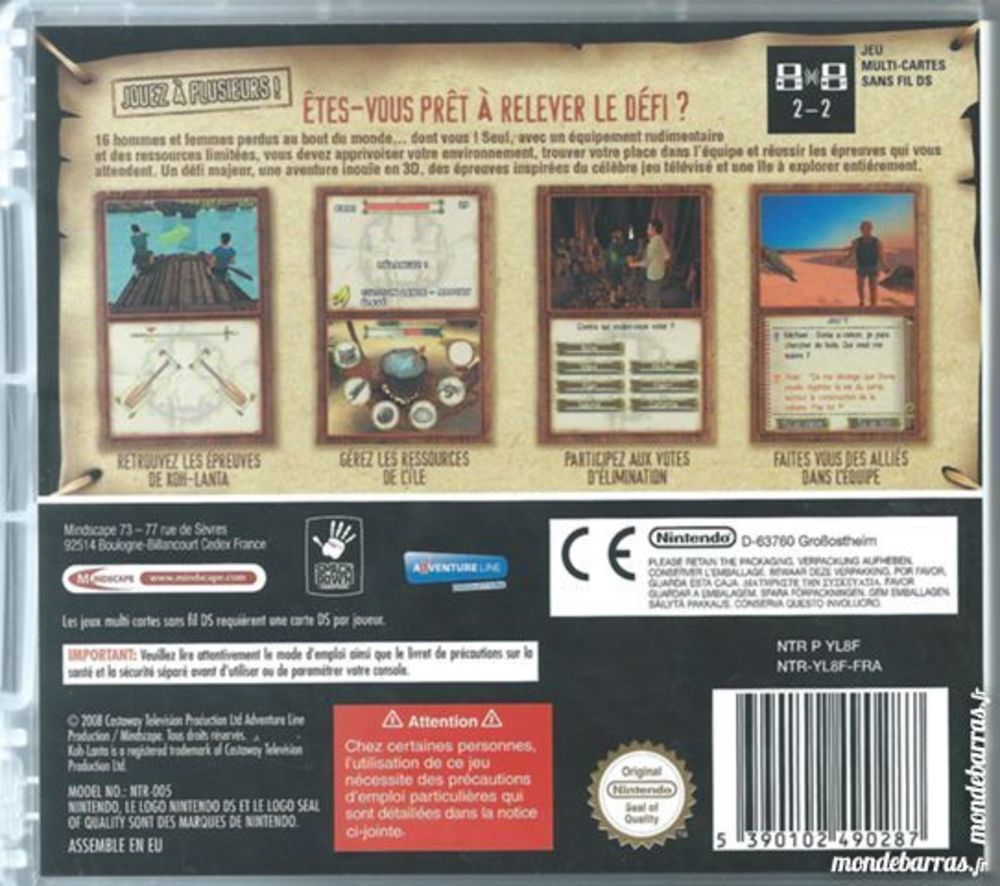 JOUEZ À PLUSIEURS !
ÊTES-VOUS PRÊT À RELEVER LE DÉFI ?
JEU
MULTI-CARTES
SANS FIL DS
2–2
16 hommes et femmes perdus au bout du monde... dont vous ! Seul, avec un équipement rudimentaire
et des ressources limitées, vous devez apprivoiser votre environnement, trouver votre place dans l'équipe et réussir les épreuves qui vous
attendent. Un défi majeur, une aventure inouïe en 3D, des épreuves inspirées du célèbre jeu télévisé et une île à explorer entièrement.
MÉLANGEZ !
Contre qui voulez-vous voter ?
RETROUVEZ LES ÉPREUVES
DE KOH-LANTA
GÉREZ LES RESSOURCES
DE L'ÎLE
PARTICIPEZ AUX VOTES
D'ÉLIMINATION
FAITES VOUS DES ALLIÉS
DANS L'ÉQUIPE
Mindscape 73 – 77 rue de Sèvres
92514 Boulogne-Billancourt Cedex France
MINDSCAPE www.mindscape.com
SMACK
DOWN
ADVENTURE LINE
CE
Nintendo D-63760 Großostheim
PLEASE RETAIN THE PACKAGING. VERPACKUNG AUFHEBEN.
CONSERVER L'EMBALLAGE. BEWAAR DEZE VERPAKKING. POR FAVOR,
GUARDA ESTA CAJA. ΔΙΑΤΗΡΗΣΤΕ ΤΗΝ ΣΥΣΚΕΥΑΣΙΑ. FAVOR
GUARDAR A EMBALAGEM. SPARA FÖRPACKNINGEN. GEM EMBALLAGEN.
SÄILYTÄ PAKKAUS. CONSERVA QUESTO INVOLUCRO.
Les jeux multi-cartes sans fil DS requièrent une carte DS par joueur.
IMPORTANT: Veuillez lire attentivement le mode d'emploi ainsi que le livret de précautions sur la
santé et la sécurité séparé avant d'utiliser ou de paramétrer votre console.
NTR P YL8F
NTR-YL8F-FRA
© 2008 Castaway Television Production Ltd Adventure Line
Production / Mindscape. Tous droits réservés.
Koh-Lanta is a registered trademark of Castaway Television
Production Ltd.
MODEL NO.: NTR-005
NINTENDO, LE LOGO NINTENDO DS ET LE LOGO SEAL
OF QUALITY SONT DES MARQUES DE NINTENDO.
ASSEMBLE EN EU
Attention
Chez certaines personnes,
l'utilisation de ce jeu
nécessite des précautions
d'emploi particulières qui
sont détaillées dans la notice
ci-jointe.
Original
Nintendo
Seal of
Quality
5 390102 490287
mondebarras.fr
mondebarras.fr